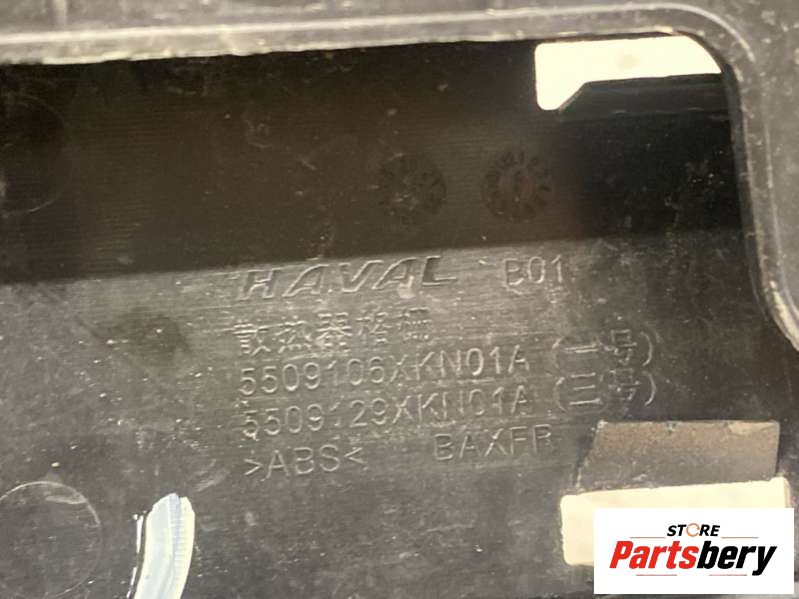 HAVAL B01
散热器格栅
5509106XKN01A (一号)
5509129XKN01A (三号)
>ABS< BAXFR
STORE
Partsbery